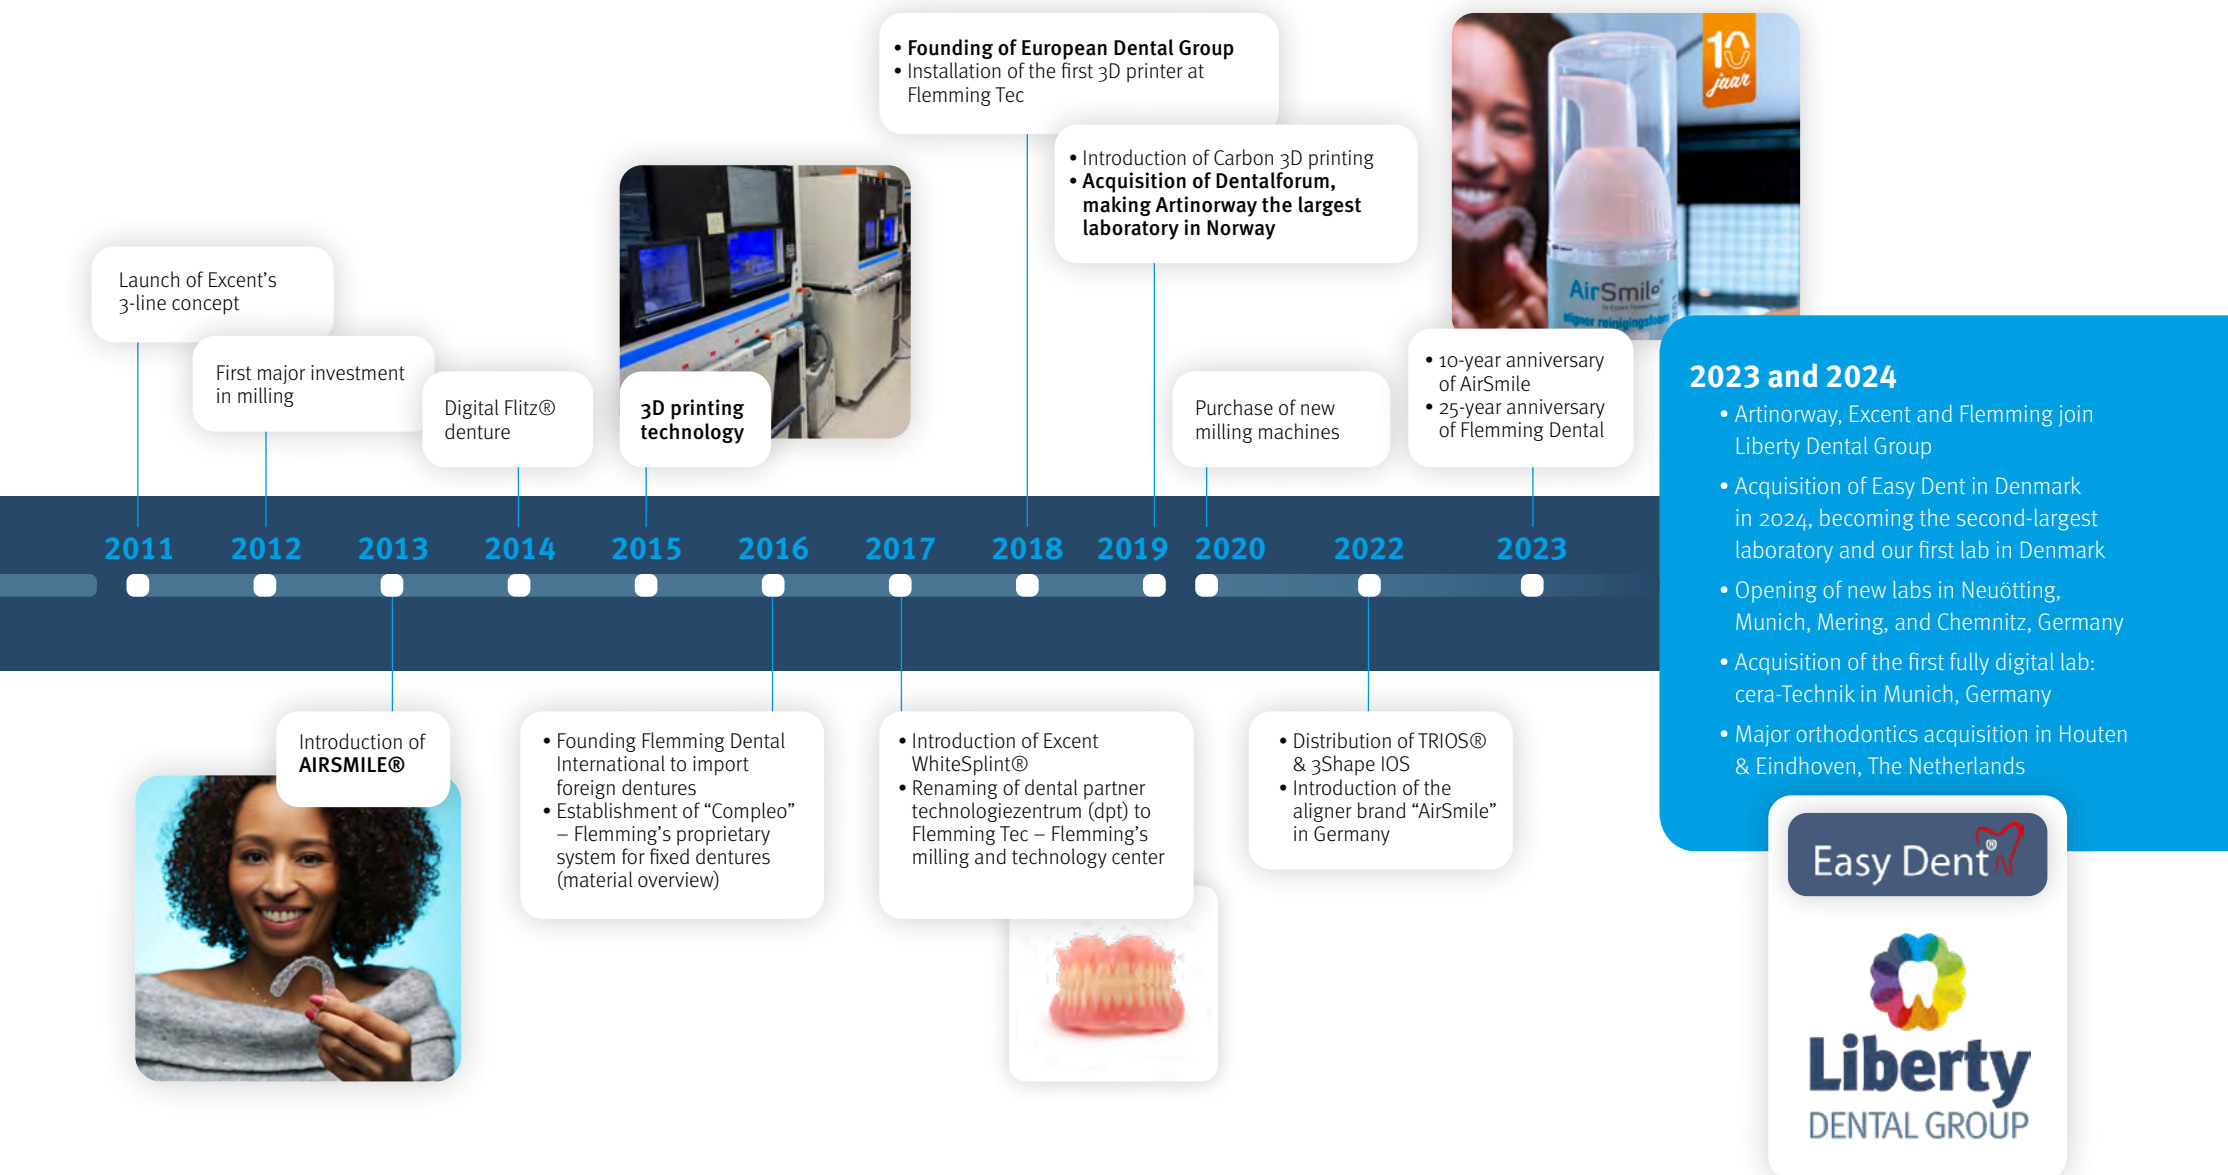 • Founding of European Dental Group
• Installation of the first 3D printer at
Flemming Tec
10
jaar
• Introduction of Carbon 3D printing
• Acquisition of Dentalforum,
making Artinorway the largest
laboratory in Norway
Launch of Excent’s
3-line concept
First major investment
in milling
Digital Flitz®
denture
3D printing
technology
Purchase of new
milling machines
AirSmile
aligner reinigingsfoam
• 10-year anniversary
of AirSmile
• 25-year anniversary
of Flemming Dental
2011 2012 2013 2014 2015 2016 2017 2018 2019 2020 2022 2023
Introduction of
AIRSMILE®
• Founding Flemming Dental
International to import
foreign dentures
• Establishment of “Compleo”
– Flemming’s proprietary
system for fixed dentures
(material overview)
• Introduction of Excent
WhiteSplint®
• Renaming of dental partner
technologiezentrum (dpt) to
Flemming Tec – Flemming’s
milling and technology center
• Distribution of TRIOS®
& 3Shape IOS
• Introduction of the
aligner brand “AirSmile”
in Germany
2023 and 2024
• Artinorway, Excent and Flemming join
Liberty Dental Group
• Acquisition of Easy Dent in Denmark
in 2024, becoming the second-largest
laboratory and our first lab in Denmark
• Opening of new labs in Neuötting,
Munich, Mering, and Chemnitz, Germany
• Acquisition of the first fully digital lab:
cera-Technik in Munich, Germany
• Major orthodontics acquisition in Houten
& Eindhoven, The Netherlands
Easy Dent®
Liberty
DENTAL GROUP